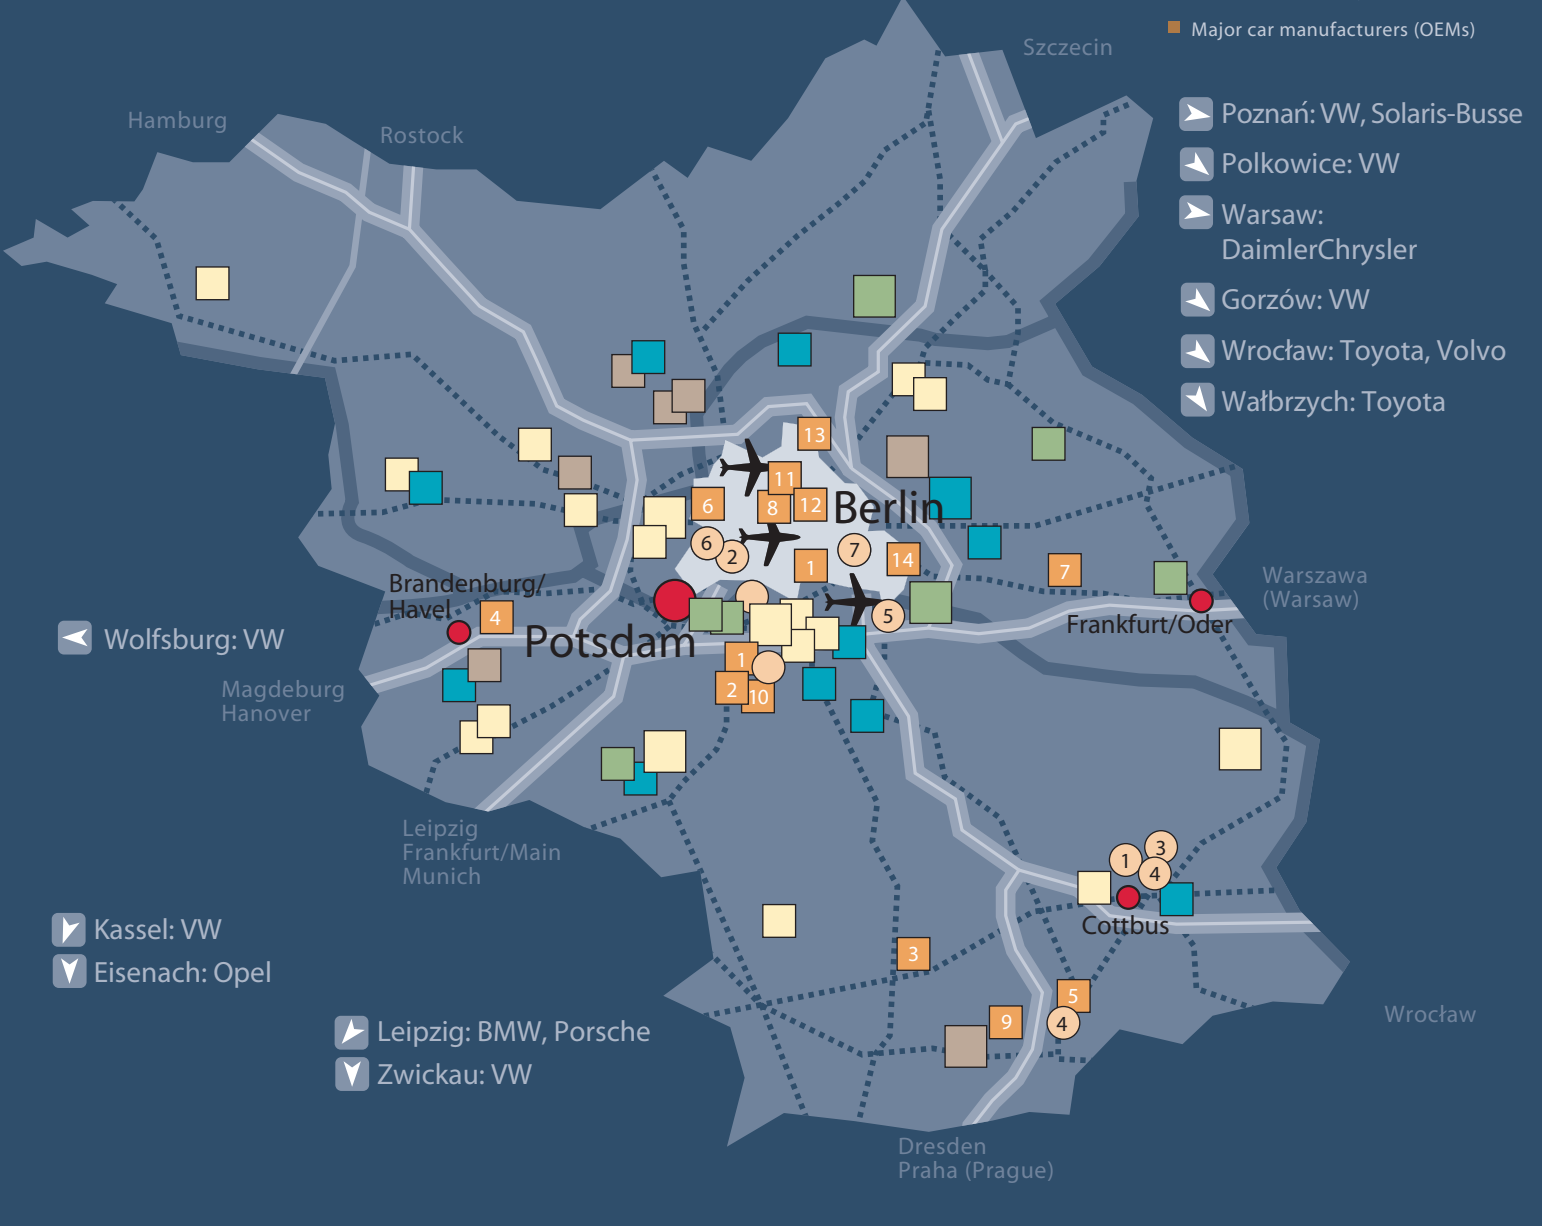 Major car manufacturers (OEMs)
Szczecin
Hamburg
Rostock
Poznań: VW, Solaris-Busse
Polkowice: VW
Warsaw:
DaimlerChrysler
Gorzów: VW
Wrocław: Toyota, Volvo
Wałbrzych: Toyota
13
11
6
8
12
Berlin
6
2
7
1
14
7
Brandenburg/
Havel
4
5
Warszawa
(Warsaw)
Frankfurt/Oder
Wolfsburg: VW
Potsdam
1
2
10
Magdeburg
Hanover
Leipzig
Frankfurt/Main
Munich
1
3
4
Cottbus
Kassel: VW
Eisenach: Opel
3
5
9
4
Wrocław
Leipzig: BMW, Porsche
Zwickau: VW
Dresden
Praha (Prague)